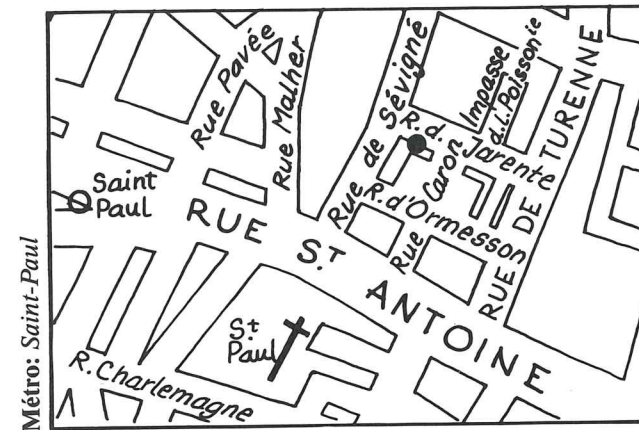 Métro: Saint-Paul
Rue Pavée
Rue Malher
Rue de Sévigné
Impasse
d.l. Poissonie
RUE DE TURENNE
R. d. Jarente
Rue Caron
R. d'Ormesson
Saint
Paul
RUE S.T ANTOINE
St
Paul
R. Charlemagne